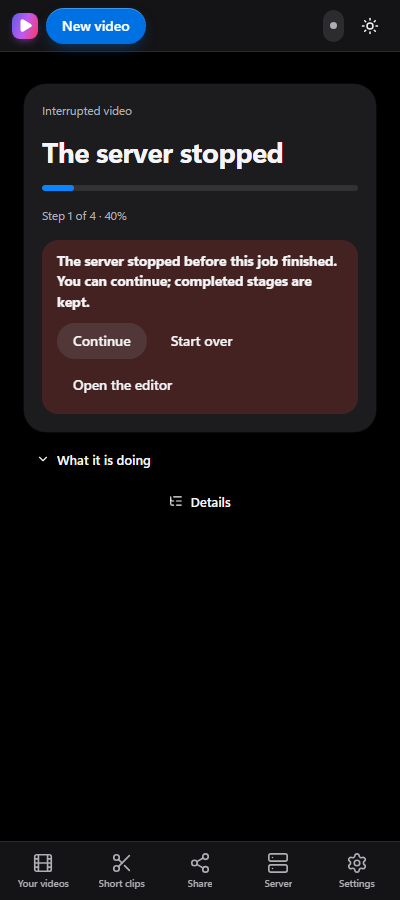 New video
Interrupted video
The server stopped
Step 1 of 4 · 40%
The server stopped before this job finished.
You can continue; completed stages are
kept.
Continue
Start over
Open the editor
What it is doing
Details
Your videos
Short clips
Share
Server
Settings